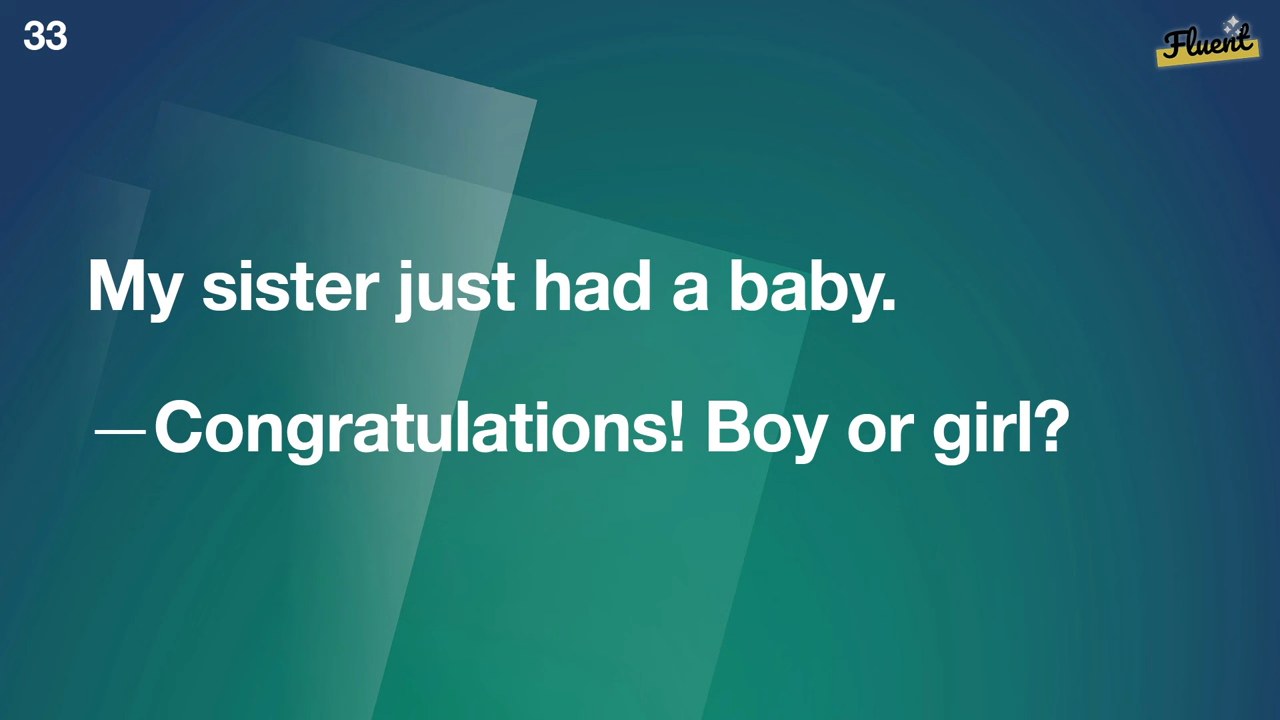 33
Fluent
My sister just had a baby.
—Congratulations! Boy or girl?